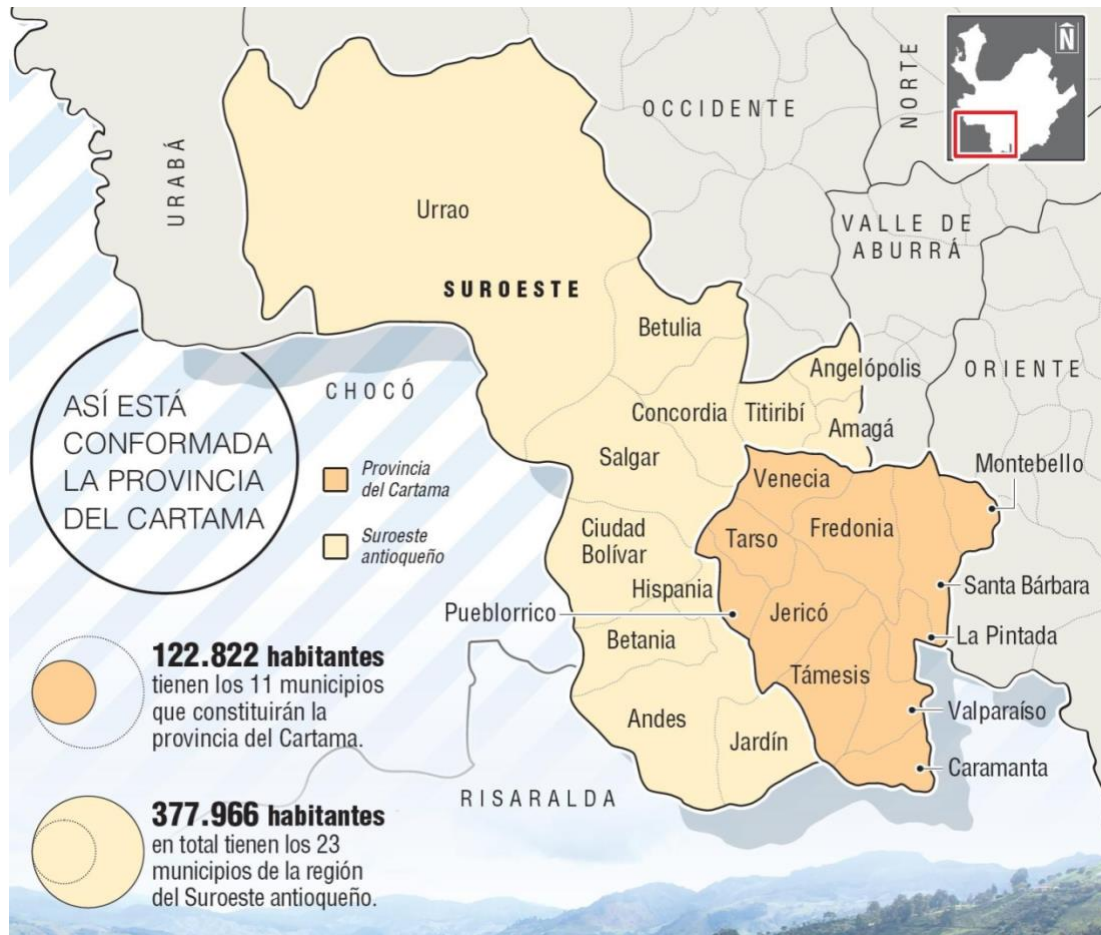 OCCIDENTE
NORTE
N
URABÁ
Urrao
VALLE DE
ABURRÁ
SUROESTE
Betulia
Angelópolis
ORIENTE
CHOCÓ
Concordia
Titiribí
Amagá
ASÍ ESTÁ
CONFORMADA
LA PROVINCIA
DEL CARTAMA
Salgar
Montebello
Provincia
del Cartama
Venecia
Suroeste
antioqueño
Ciudad
Bolívar
Tarso
Fredonia
Hispania
Santa Bárbara
Pueblorrico
Jericó
La Pintada
Betania
122.822 habitantes
tienen los 11 municipios
que constituirán la
provincia del Cartama.
Támesis
Andes
Valparaíso
Jardín
Caramanta
RISARALDA
377.966 habitantes
en total tienen los 23
municipios de la región
del Suroeste antioqueño.